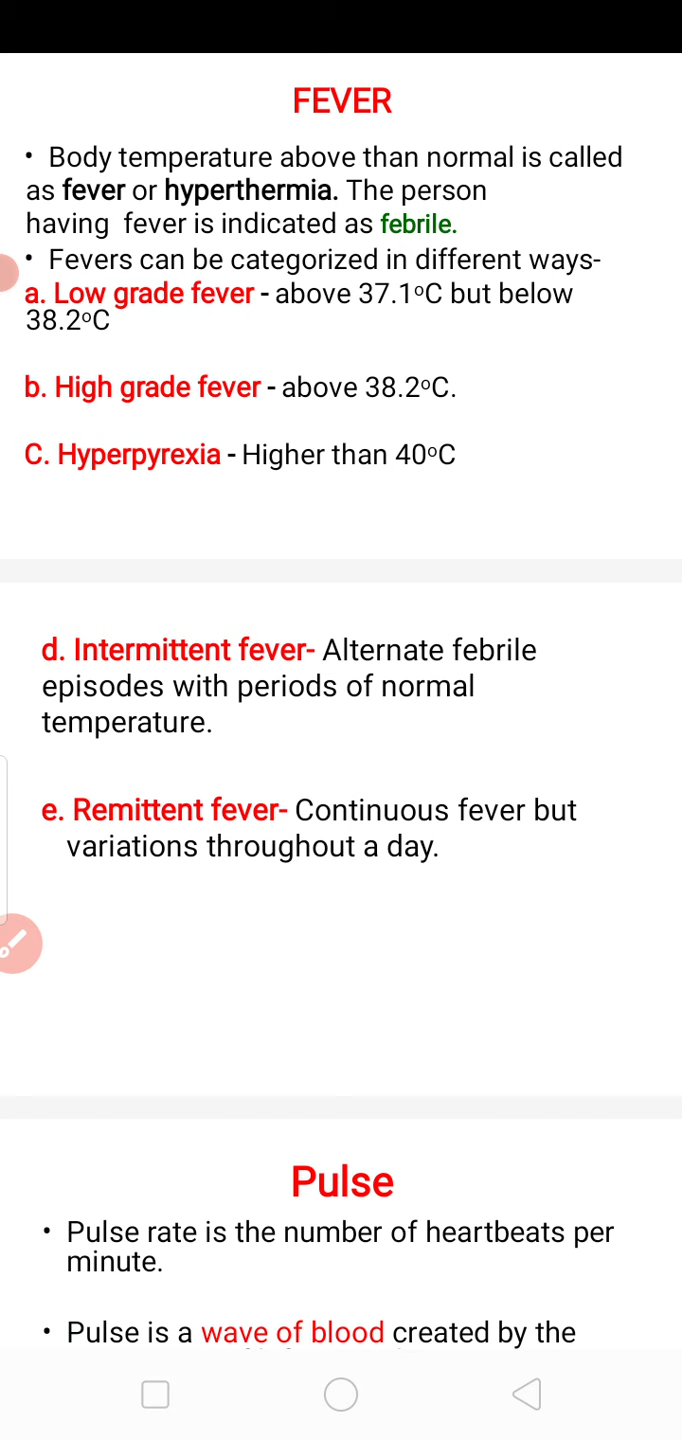 FEVER
• Body temperature above than normal is called
as fever or hyperthermia. The person
having fever is indicated as febrile.
• Fevers can be categorized in different ways-
a. Low grade fever - above 37.1ºC but below
38.2ºC
b. High grade fever - above 38.2ºC.
C. Hyperpyrexia - Higher than 40ºC
d. Intermittent fever- Alternate febrile
episodes with periods of normal
temperature.
e. Remittent fever- Continuous fever but
variations throughout a day.
Pulse
• Pulse rate is the number of heartbeats per
minute.
• Pulse is a wave of blood created by the